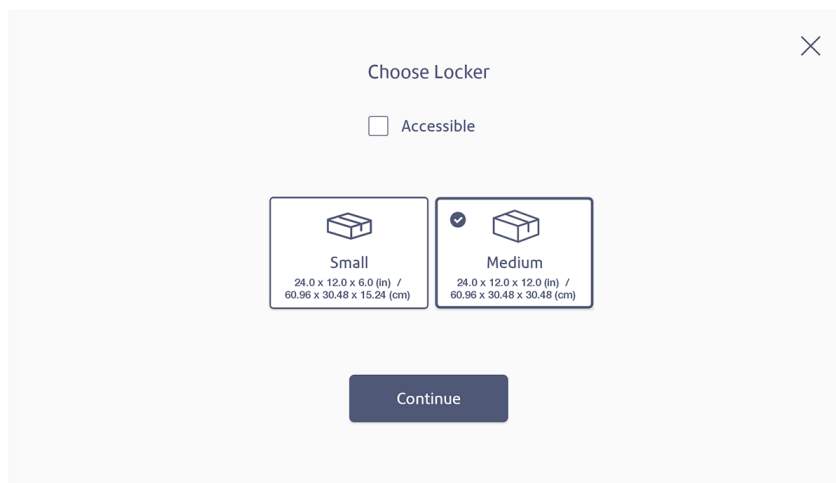 Choose Locker
Accessible
Small
24.0 x 12.0 x 6.0 (in) /
60.96 x 30.48 x 15.24 (cm)
Medium
24.0 x 12.0 x 12.0 (in) /
60.96 x 30.48 x 30.48 (cm)
Continue